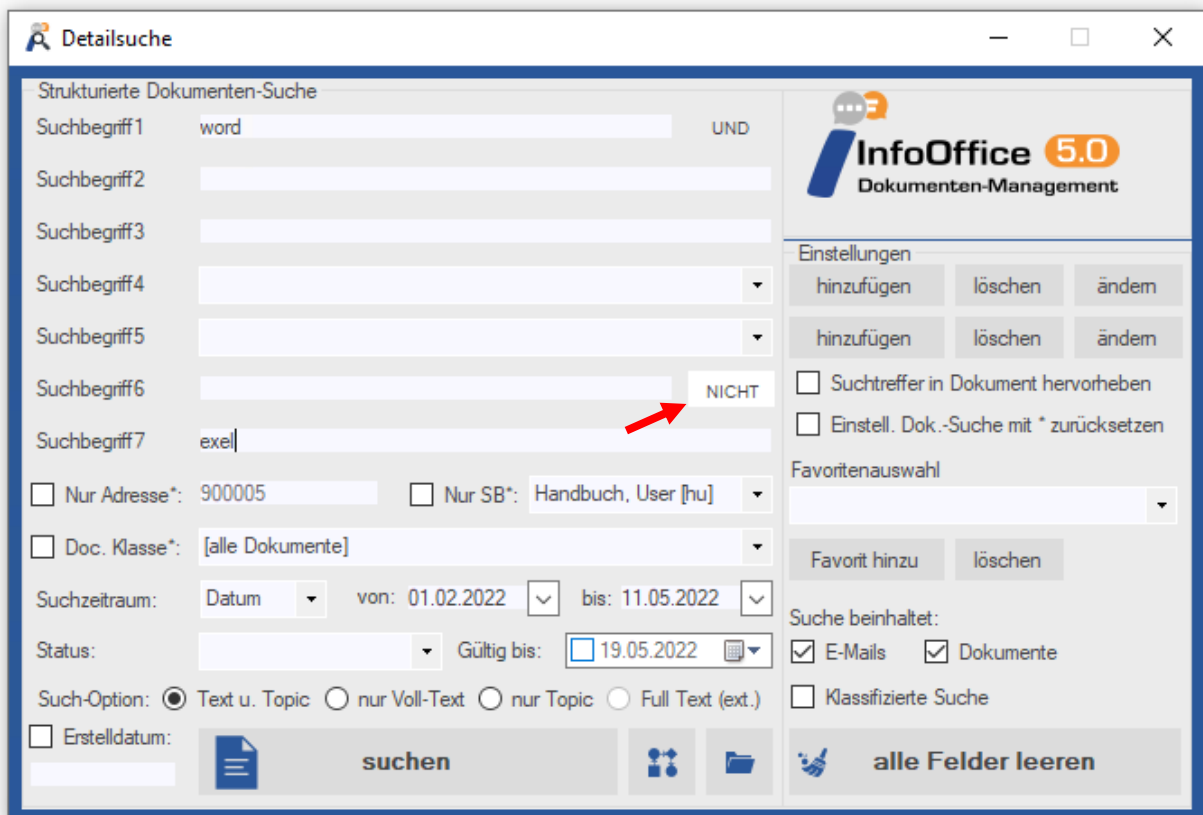 Detailsuche
Strukturierte Dokumenten-Suche
Suchbegriff1 word UND
Suchbegriff2
Suchbegriff3
Suchbegriff4
Suchbegriff5
Suchbegriff6 NICHT
Suchbegriff7 exel
Nur Adresse*: 900005 Nur SB*: Handbuch, User [hu]
Doc. Klasse*: [alle Dokumente]
Suchzeitraum: Datum von: 01.02.2022 bis: 11.05.2022
Status: Gültig bis: 19.05.2022
Such-Option: Text u. Topic nur Voll-Text nur Topic Full Text (ext.)
Erstelldatum:
suchen
InfoOffice 5.0
Dokumenten-Management
Einstellungen
hinzufügen löschen ändern
hinzufügen löschen ändern
Suchtreffer in Dokument hervorheben
Einstell. Dok.-Suche mit * zurücksetzen
Favoritenauswahl
Favorit hinzu löschen
Suche beinhaltet:
E-Mails Dokumente
Klassifizierte Suche
alle Felder leeren